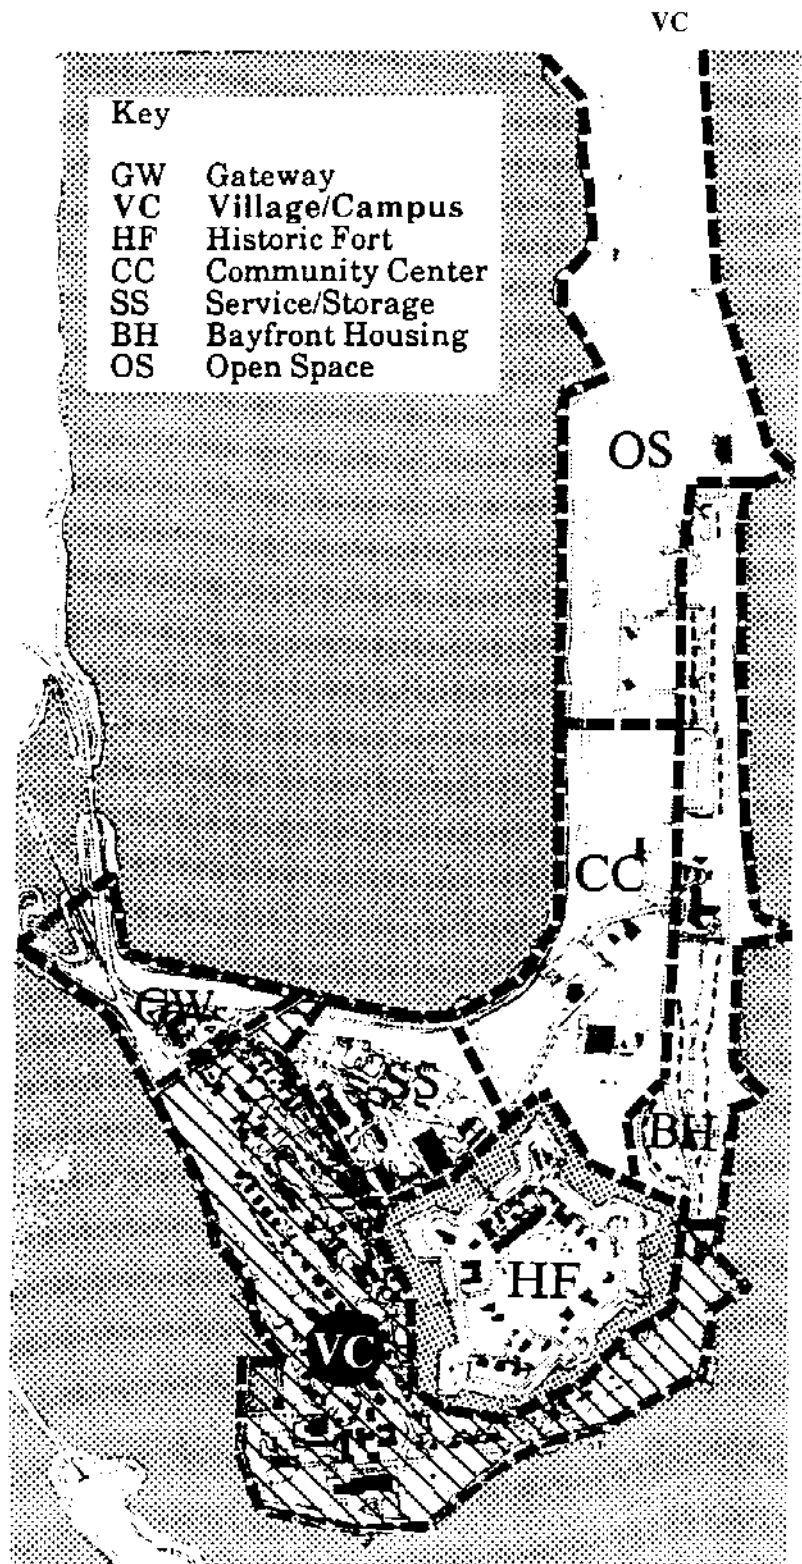 VC
Key
GW Gateway
VC Village/Campus
HF Historic Fort
CC Community Center
SS Service/Storage
BH Bayfront Housing
OS Open Space
OS
CC
GW
SS
BH
HF
VC